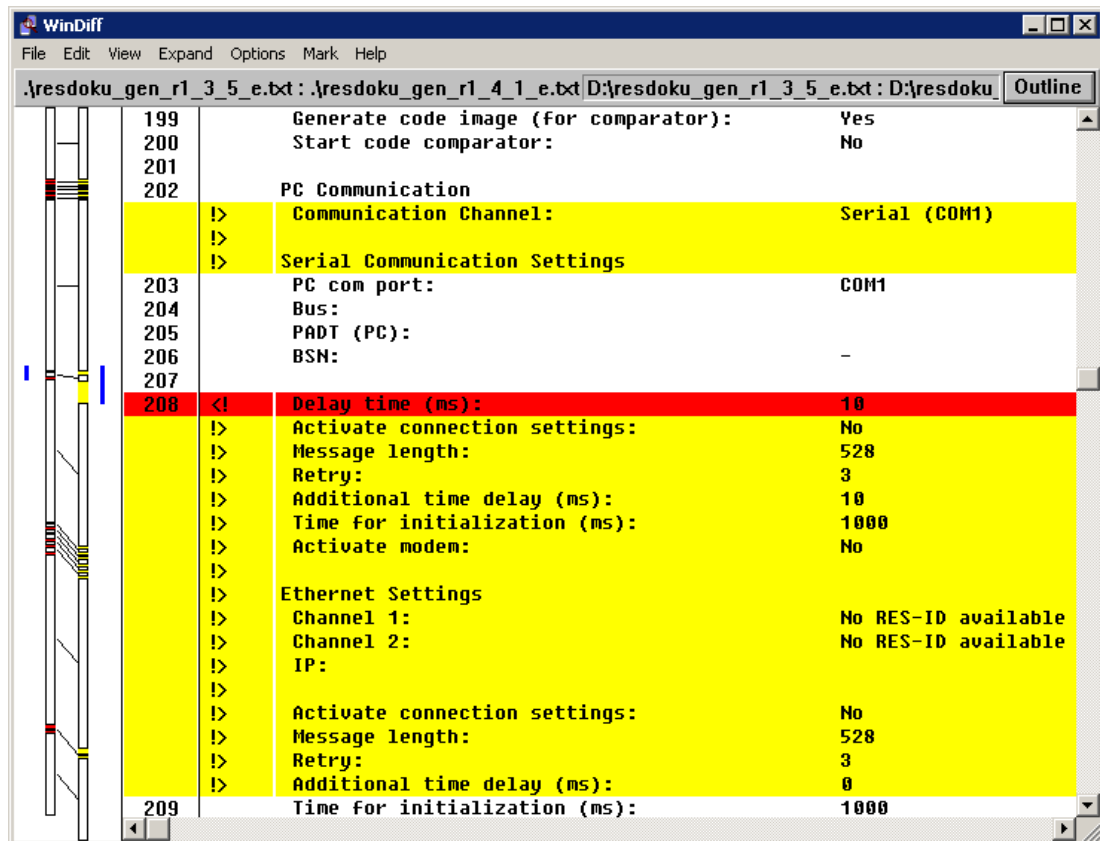 WinDiff
File Edit View Expand Options Mark Help
.\resdoku_gen_r1_3_5_e.txt : .\resdoku_gen_r1_4_1_e.txt D:\resdoku_gen_r1_3_5_e.txt : D:\resdoku_ Outline
199 Generate code image (for comparator): Yes
200 Start code comparator: No
201
202 PC Communication
!> Communication Channel: Serial (COM1)
!>
!> Serial Communication Settings
203 PC com port: COM1
204 Bus:
205 PADT (PC):
206 BSN: -
207
208 <! Delay time (ms): 10
!> Activate connection settings: No
!> Message length: 528
!> Retry: 3
!> Additional time delay (ms): 10
!> Time for initialization (ms): 1000
!> Activate modem: No
!>
!> Ethernet Settings
!> Channel 1: No RES-ID available
!> Channel 2: No RES-ID available
!> IP:
!>
!> Activate connection settings: No
!> Message length: 528
!> Retry: 3
!> Additional time delay (ms): 0
209 Time for initialization (ms): 1000